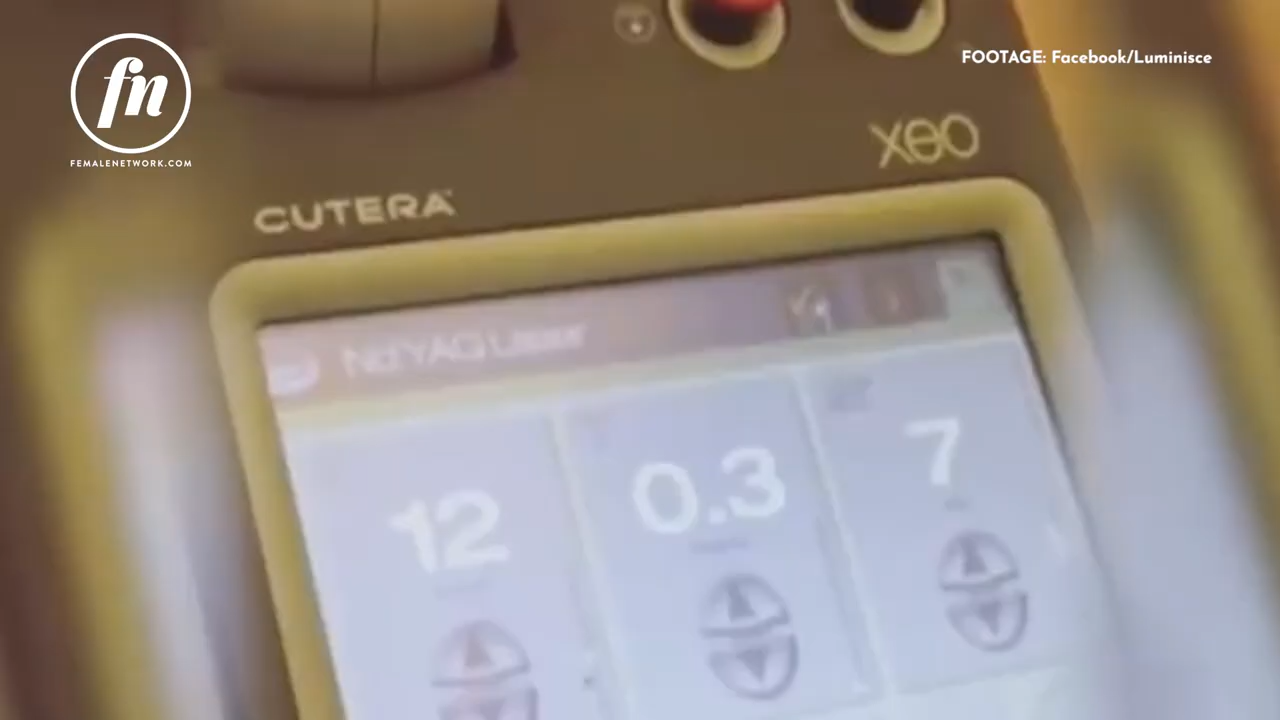 fn
FEMALENETWORK.COM
FOOTAGE: Facebook/Luminisce
XEO
CUTERA
Nd:YAG Laser
12
0.3
7